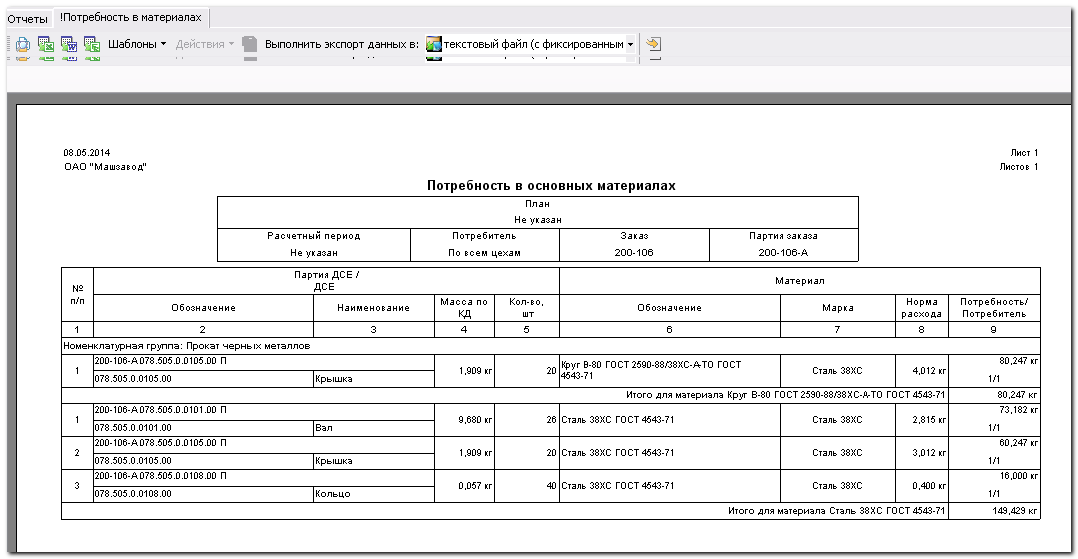 Отчеты !Потребность в материалах
Шаблоны Действия Выполнить экспорт данных в: текстовый файл (с фиксированным
08.05.2014 Лист 1
ОАО "Машзавод" Листов 1
Потребность в основных материалах
План
Не указан
Расчетный период Потребитель Заказ Партия заказа
Не указан По всем цехам 200-106 200-106-А
№ п/п Партия ДСЕ / ДСЕ Материал
Обозначение Наименование Масса по КД Кол-во, шт Обозначение Марка Норма расхода Потребность/ Потребитель
1 2 3 4 5 6 7 8 9
Номенклатурная группа: Прокат черных металлов
200-106-А 078.505.0.0105.00 П 80,247 кг
1 1,909 кг 20 Круг В-80 ГОСТ 2590-88/38ХС-А-ТО ГОСТ 4543-71 Сталь 38ХС 4,012 кг
078.505.0.0105.00 Крышка 1/1
Итого для материала Круг В-80 ГОСТ 2590-88/38ХС-А-ТО ГОСТ 4543-71 80,247 кг
200-106-А 078.505.0.0101.00 П 73,182 кг
1 9,680 кг 26 Сталь 38ХС ГОСТ 4543-71 Сталь 38ХС 2,815 кг
078.505.0.0101.00 Вал 1/1
200-106-А 078.505.0.0105.00 П 60,247 кг
2 1,909 кг 20 Сталь 38ХС ГОСТ 4543-71 Сталь 38ХС 3,012 кг
078.505.0.0105.00 Крышка 1/1
200-106-А 078.505.0.0108.00 П 16,000 кг
3 0,057 кг 40 Сталь 38ХС ГОСТ 4543-71 Сталь 38ХС 0,400 кг
078.505.0.0108.00 Кольцо 1/1
Итого для материала Сталь 38ХС ГОСТ 4543-71 149,429 кг